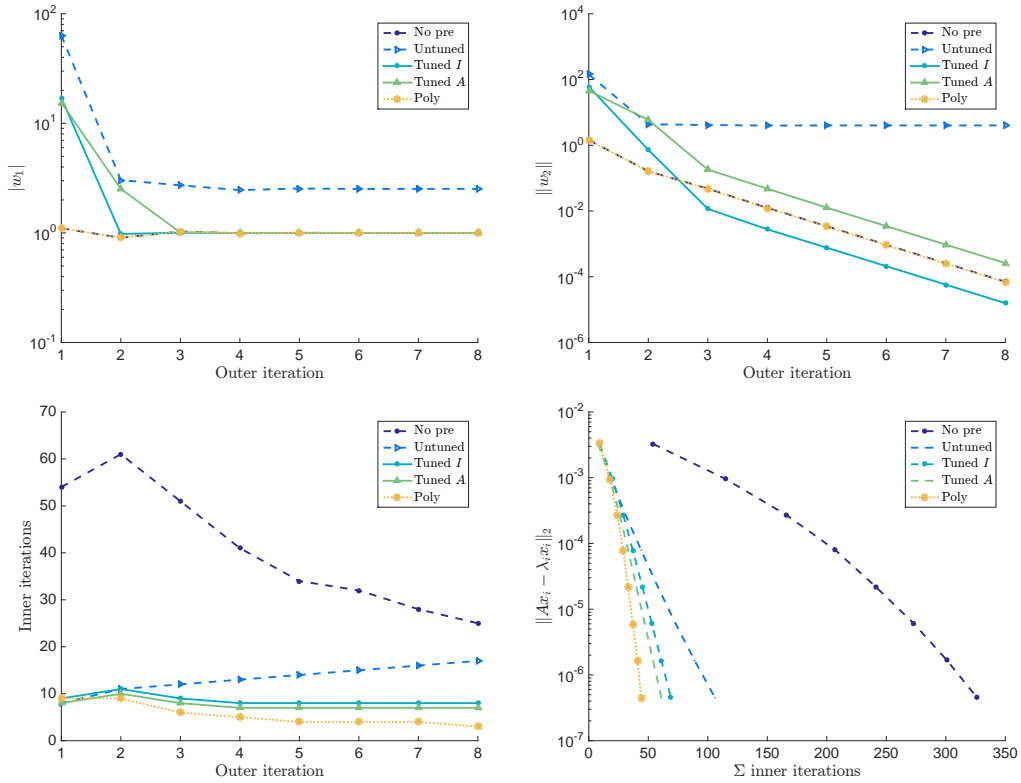 10^2
10^1
10^0
10^-1
|w_1|
1 2 3 4 5 6 7 8
Outer iteration
No pre
Untuned
Tuned I
Tuned A
Poly
10^4
10^2
10^0
10^-2
10^-4
10^-6
‖w_2‖
1 2 3 4 5 6 7 8
Outer iteration
No pre
Untuned
Tuned I
Tuned A
Poly
70
60
50
40
30
20
10
0
Inner iterations
1 2 3 4 5 6 7 8
Outer iteration
No pre
Untuned
Tuned I
Tuned A
Poly
10^-2
10^-3
10^-4
10^-5
10^-6
10^-7
||Ax_i − λ_i x_i||_2
0 50 100 150 200 250 300 350
Σ inner iterations
No pre
Untuned
Tuned I
Tuned A
Poly